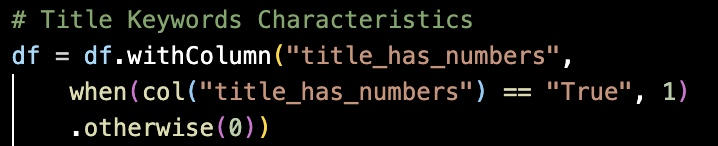 # Title Keywords Characteristics
df = df.withColumn("title_has_numbers",
    when(col("title_has_numbers") == "True", 1)
    .otherwise(0))